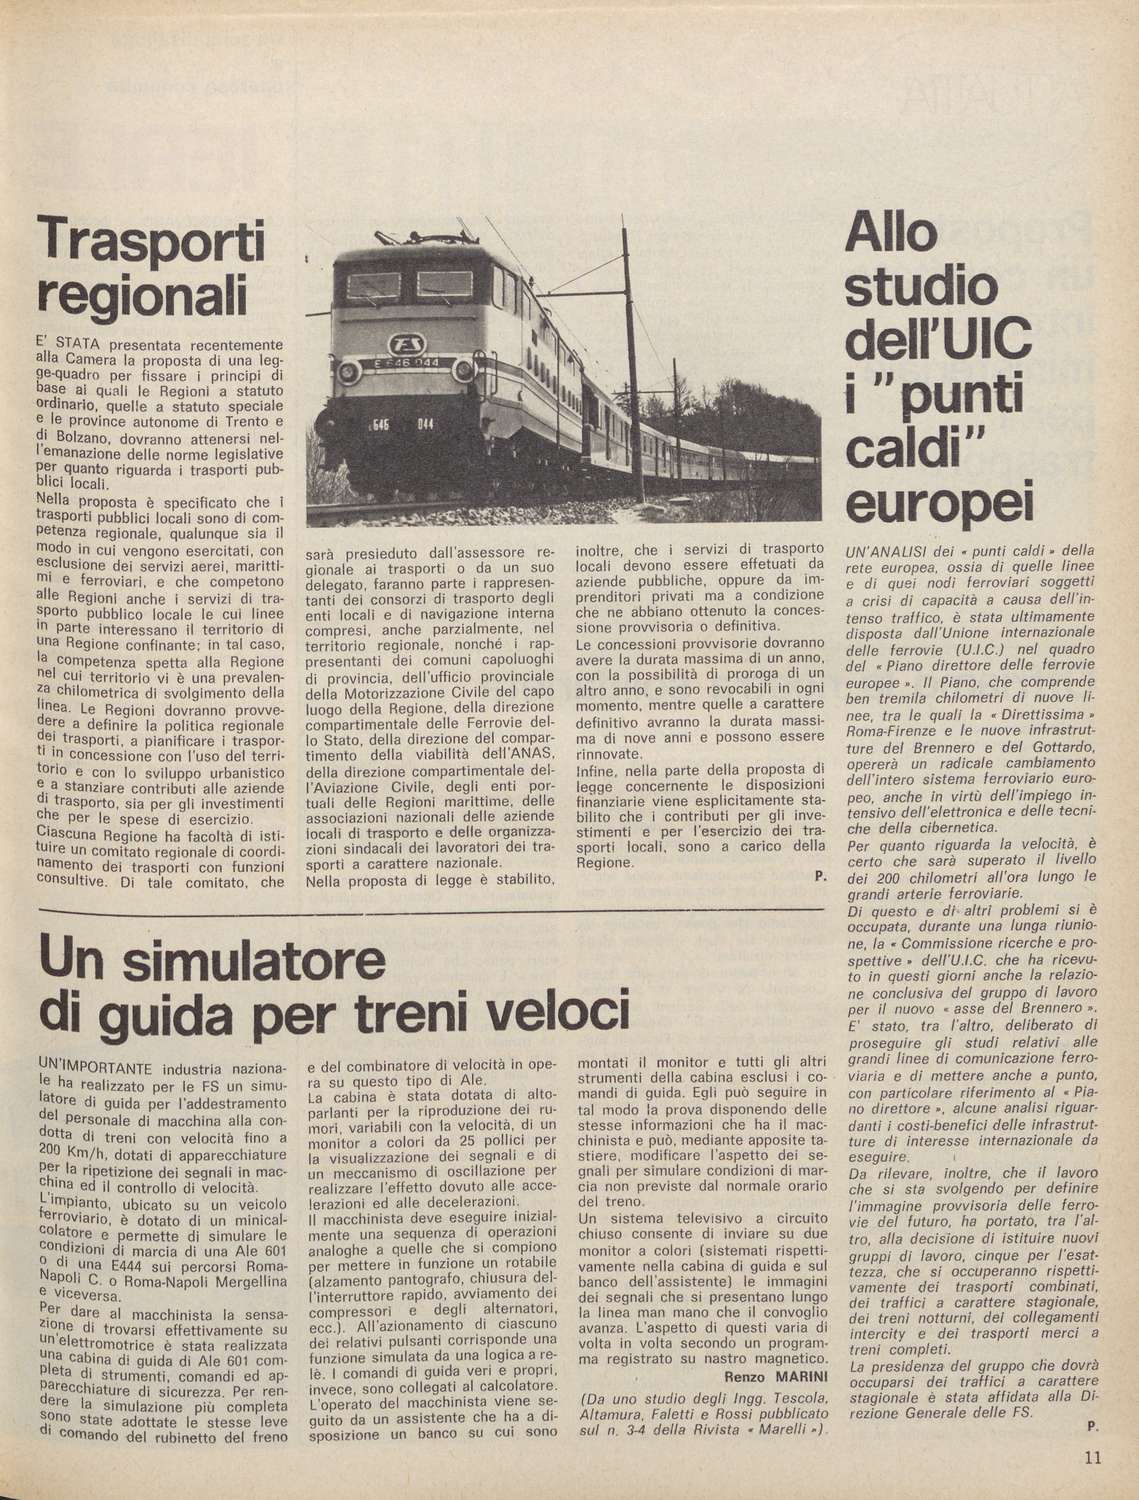 Trasporti
regionali
E' STATA presentata recentemente
alla Camera la proposta di una leg-
ge-quadro per fissare i principi di
base ai quali le Regioni a statuto
ordinario, quelle a statuto speciale
e le province autonome di Trento e
di Bolzano, dovranno attenersi nel-
l'emanazione delle norme legislative
per quanto riguarda i trasporti pub-
blici locali.
Nella proposta è specificato che i
trasporti pubblici locali sono di com-
petenza regionale, qualunque sia il
modo in cui vengono esercitati, con
esclusione dei servizi aerei, maritti-
mi e ferroviari, e che competono
alle Regioni anche i servizi di tra-
sporto pubblico locale le cui linee
in parte interessano il territorio di
una Regione confinante; in tal caso,
la competenza spetta alla Regione
nel cui territorio vi è una prevalen-
za chilometrica di svolgimento della
linea. Le Regioni dovranno provve-
dere a definire la politica regionale
dei trasporti, a pianificare i traspor-
ti in concessione con l'uso del terri-
torio e con lo sviluppo urbanistico
e a stanziare contributi alle aziende
di trasporto, sia per gli investimenti
che per le spese di esercizio.
Ciascuna Regione ha facoltà di isti-
tuire un comitato regionale di coordi-
namento dei trasporti con funzioni
consultive. Di tale comitato, che
FS
E 646 044
646 044
sarà presieduto dall'assessore re-
gionale ai trasporti o da un suo
delegato, faranno parte i rappresen-
tanti dei consorzi di trasporto degli
enti locali e di navigazione interna
compresi, anche parzialmente, nel
territorio regionale, nonché i rap-
presentanti dei comuni capoluoghi
di provincia, dell'ufficio provinciale
della Motorizzazione Civile del capo
luogo della Regione, della direzione
compartimentale delle Ferrovie del-
lo Stato, della direzione del compar-
timento della viabilità dell'ANAS,
della direzione compartimentale del-
l'Aviazione Civile, degli enti por-
tuali delle Regioni marittime, delle
associazioni nazionali delle aziende
locali di trasporto e delle organizza-
zioni sindacali dei lavoratori dei tra-
sporti a carattere nazionale.
Nella proposta di legge è stabilito,
inoltre, che i servizi di trasporto
locali devono essere effetuati da
aziende pubbliche, oppure da im-
prenditori privati ma a condizione
che ne abbiano ottenuto la conces-
sione provvisoria o definitiva.
Le concessioni provvisorie dovranno
avere la durata massima di un anno,
con la possibilità di proroga di un
altro anno, e sono revocabili in ogni
momento, mentre quelle a carattere
definitivo avranno la durata massi-
ma di nove anni e possono essere
rinnovate.
Infine, nella parte della proposta di
legge concernente le disposizioni
finanziarie viene esplicitamente sta-
bilito che i contributi per gli inve-
stimenti e per l'esercizio dei tra-
sporti locali, sono a carico della
Regione.
P.
Un simulatore
di guida per treni veloci
UN'IMPORTANTE industria naziona-
le ha realizzato per le FS un simu-
latore di guida per l'addestramento
del personale di macchina alla con-
dotta di treni con velocità fino a
200 Km/h, dotati di apparecchiature
per la ripetizione dei segnali in mac-
china ed il controllo di velocità.
L'impianto, ubicato su un veicolo
ferroviario, è dotato di un minical-
colatore e permette di simulare le
condizioni di marcia di una Ale 601
o di una E444 sui percorsi Roma-
Napoli C. o Roma-Napoli Mergellina
e viceversa.
Per dare al macchinista la sensa-
zione di trovarsi effettivamente su
un'elettromotrice è stata realizzata
una cabina di guida di Ale 601 com-
pleta di strumenti, comandi ed ap-
parecchiature di sicurezza. Per ren-
dere la simulazione più completa
sono state adottate le stesse leve
di comando del rubinetto del freno
e del combinatore di velocità in ope-
ra su questo tipo di Ale.
La cabina è stata dotata di alto-
parlanti per la riproduzione dei ru-
mori, variabili con la velocità, di un
monitor a colori da 25 pollici per
la visualizzazione dei segnali e di
un meccanismo di oscillazione per
realizzare l'effetto dovuto alle acce-
lerazioni ed alle decelerazioni.
Il macchinista deve eseguire inizial-
mente una sequenza di operazioni
analoghe a quelle che si compiono
per mettere in funzione un rotabile
(alzamento pantografo, chiusura del-
l'interruttore rapido, avviamento dei
compressori e degli alternatori,
ecc.). All'azionamento di ciascuno
dei relativi pulsanti corrisponde una
funzione simulata da una logica a re-
lè. I comandi di guida veri e propri,
invece, sono collegati al calcolatore.
L'operato del macchinista viene se-
guito da un assistente che ha a di-
sposizione un banco su cui sono
montati il monitor e tutti gli altri
strumenti della cabina esclusi i co-
mandi di guida. Egli può seguire in
tal modo la prova disponendo delle
stesse informazioni che ha il mac-
chinista e può, mediante apposite ta-
stiere, modificare l'aspetto dei se-
gnali per simulare condizioni di mar-
cia non previste dal normale orario
del treno.
Un sistema televisivo a circuito
chiuso consente di inviare su due
monitor a colori (sistemati rispetti-
vamente nella cabina di guida e sul
banco dell'assistente) le immagini
dei segnali che si presentano lungo
la linea man mano che il convoglio
avanza. L'aspetto di questi varia di
volta in volta secondo un program-
ma registrato su nastro magnetico.
Renzo MARINI
(Da uno studio degli Ingg. Tescola,
Altamura, Faletti e Rossi pubblicato
sul n. 3-4 della Rivista « Marelli »).
Allo
studio
dell'UIC
i "punti
caldi"
europei
UN'ANALISI dei « punti caldi » della
rete europea, ossia di quelle linee
e di quei nodi ferroviari soggetti
a crisi di capacità a causa dell'in-
tenso traffico, è stata ultimamente
disposta dall'Unione internazionale
delle ferrovie (U.I.C.) nel quadro
del « Piano direttore delle ferrovie
europee ». Il Piano, che comprende
ben tremila chilometri di nuove li-
nee, tra le quali la « Direttissima »
Roma-Firenze e le nuove infrastrut-
ture del Brennero e del Gottardo,
opererà un radicale cambiamento
dell'intero sistema ferroviario euro-
peo, anche in virtù dell'impiego in-
tensivo dell'elettronica e delle tecni-
che della cibernetica.
Per quanto riguarda la velocità, è
certo che sarà superato il livello
dei 200 chilometri all'ora lungo le
grandi arterie ferroviarie.
Di questo e di altri problemi si è
occupata, durante una lunga riunio-
ne, la « Commissione ricerche e pro-
spettive » dell'U.I.C. che ha ricevu-
to in questi giorni anche la relazio-
ne conclusiva del gruppo di lavoro
per il nuovo « asse del Brennero ».
E' stato, tra l'altro, deliberato di
proseguire gli studi relativi alle
grandi linee di comunicazione ferro-
viaria e di mettere anche a punto,
con particolare riferimento al « Pia-
no direttore », alcune analisi riguar-
danti i costi-benefici delle infrastrut-
ture di interesse internazionale da
eseguire.
Da rilevare, inoltre, che il lavoro
che si sta svolgendo per definire
l'immagine provvisoria delle ferro-
vie del futuro, ha portato, tra l'al-
tro, alla decisione di istituire nuovi
gruppi di lavoro, cinque per l'esat-
tezza, che si occuperanno rispetti-
vamente dei trasporti combinati,
dei traffici a carattere stagionale,
dei treni notturni, dei collegamenti
intercity e dei trasporti merci a
treni completi.
La presidenza del gruppo che dovrà
occuparsi dei traffici a carattere
stagionale è stata affidata alla Di-
rezione Generale delle FS.
P.
11